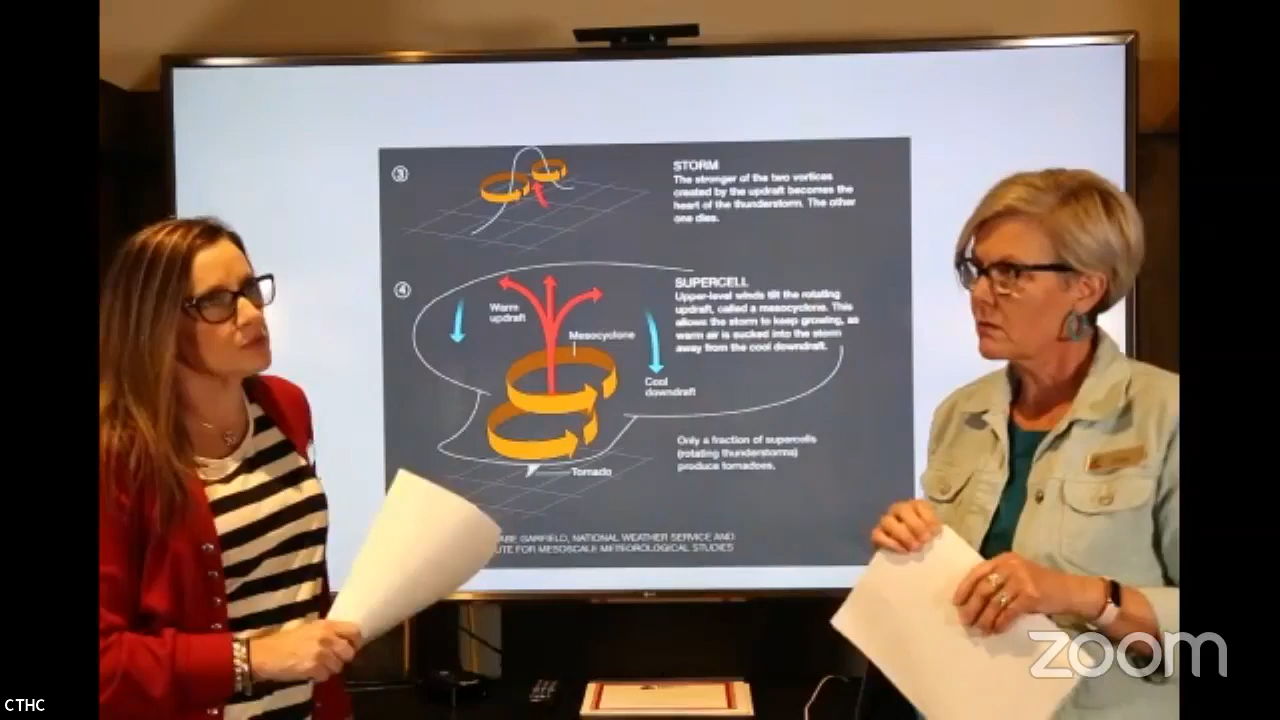 ③
STORM
The stronger of the two vortices
created by the updraft becomes the
heart of the thunderstorm. The other
one dies.
④
SUPERCELL
Upper-level winds tilt the rotating
updraft, called a mesocyclone. This
allows the storm to keep growing, as
warm air is sucked into the storm
away from the cool downdraft.
Warm
updraft
Mesocyclone
Cool
downdraft
Only a fraction of supercells
(rotating thunderstorms)
produce tornadoes.
Tornado
GARFIELD, NATIONAL WEATHER SERVICE AND
FOR MESOSCALE METEOROLOGICAL STUDIES
zoom
CTHC